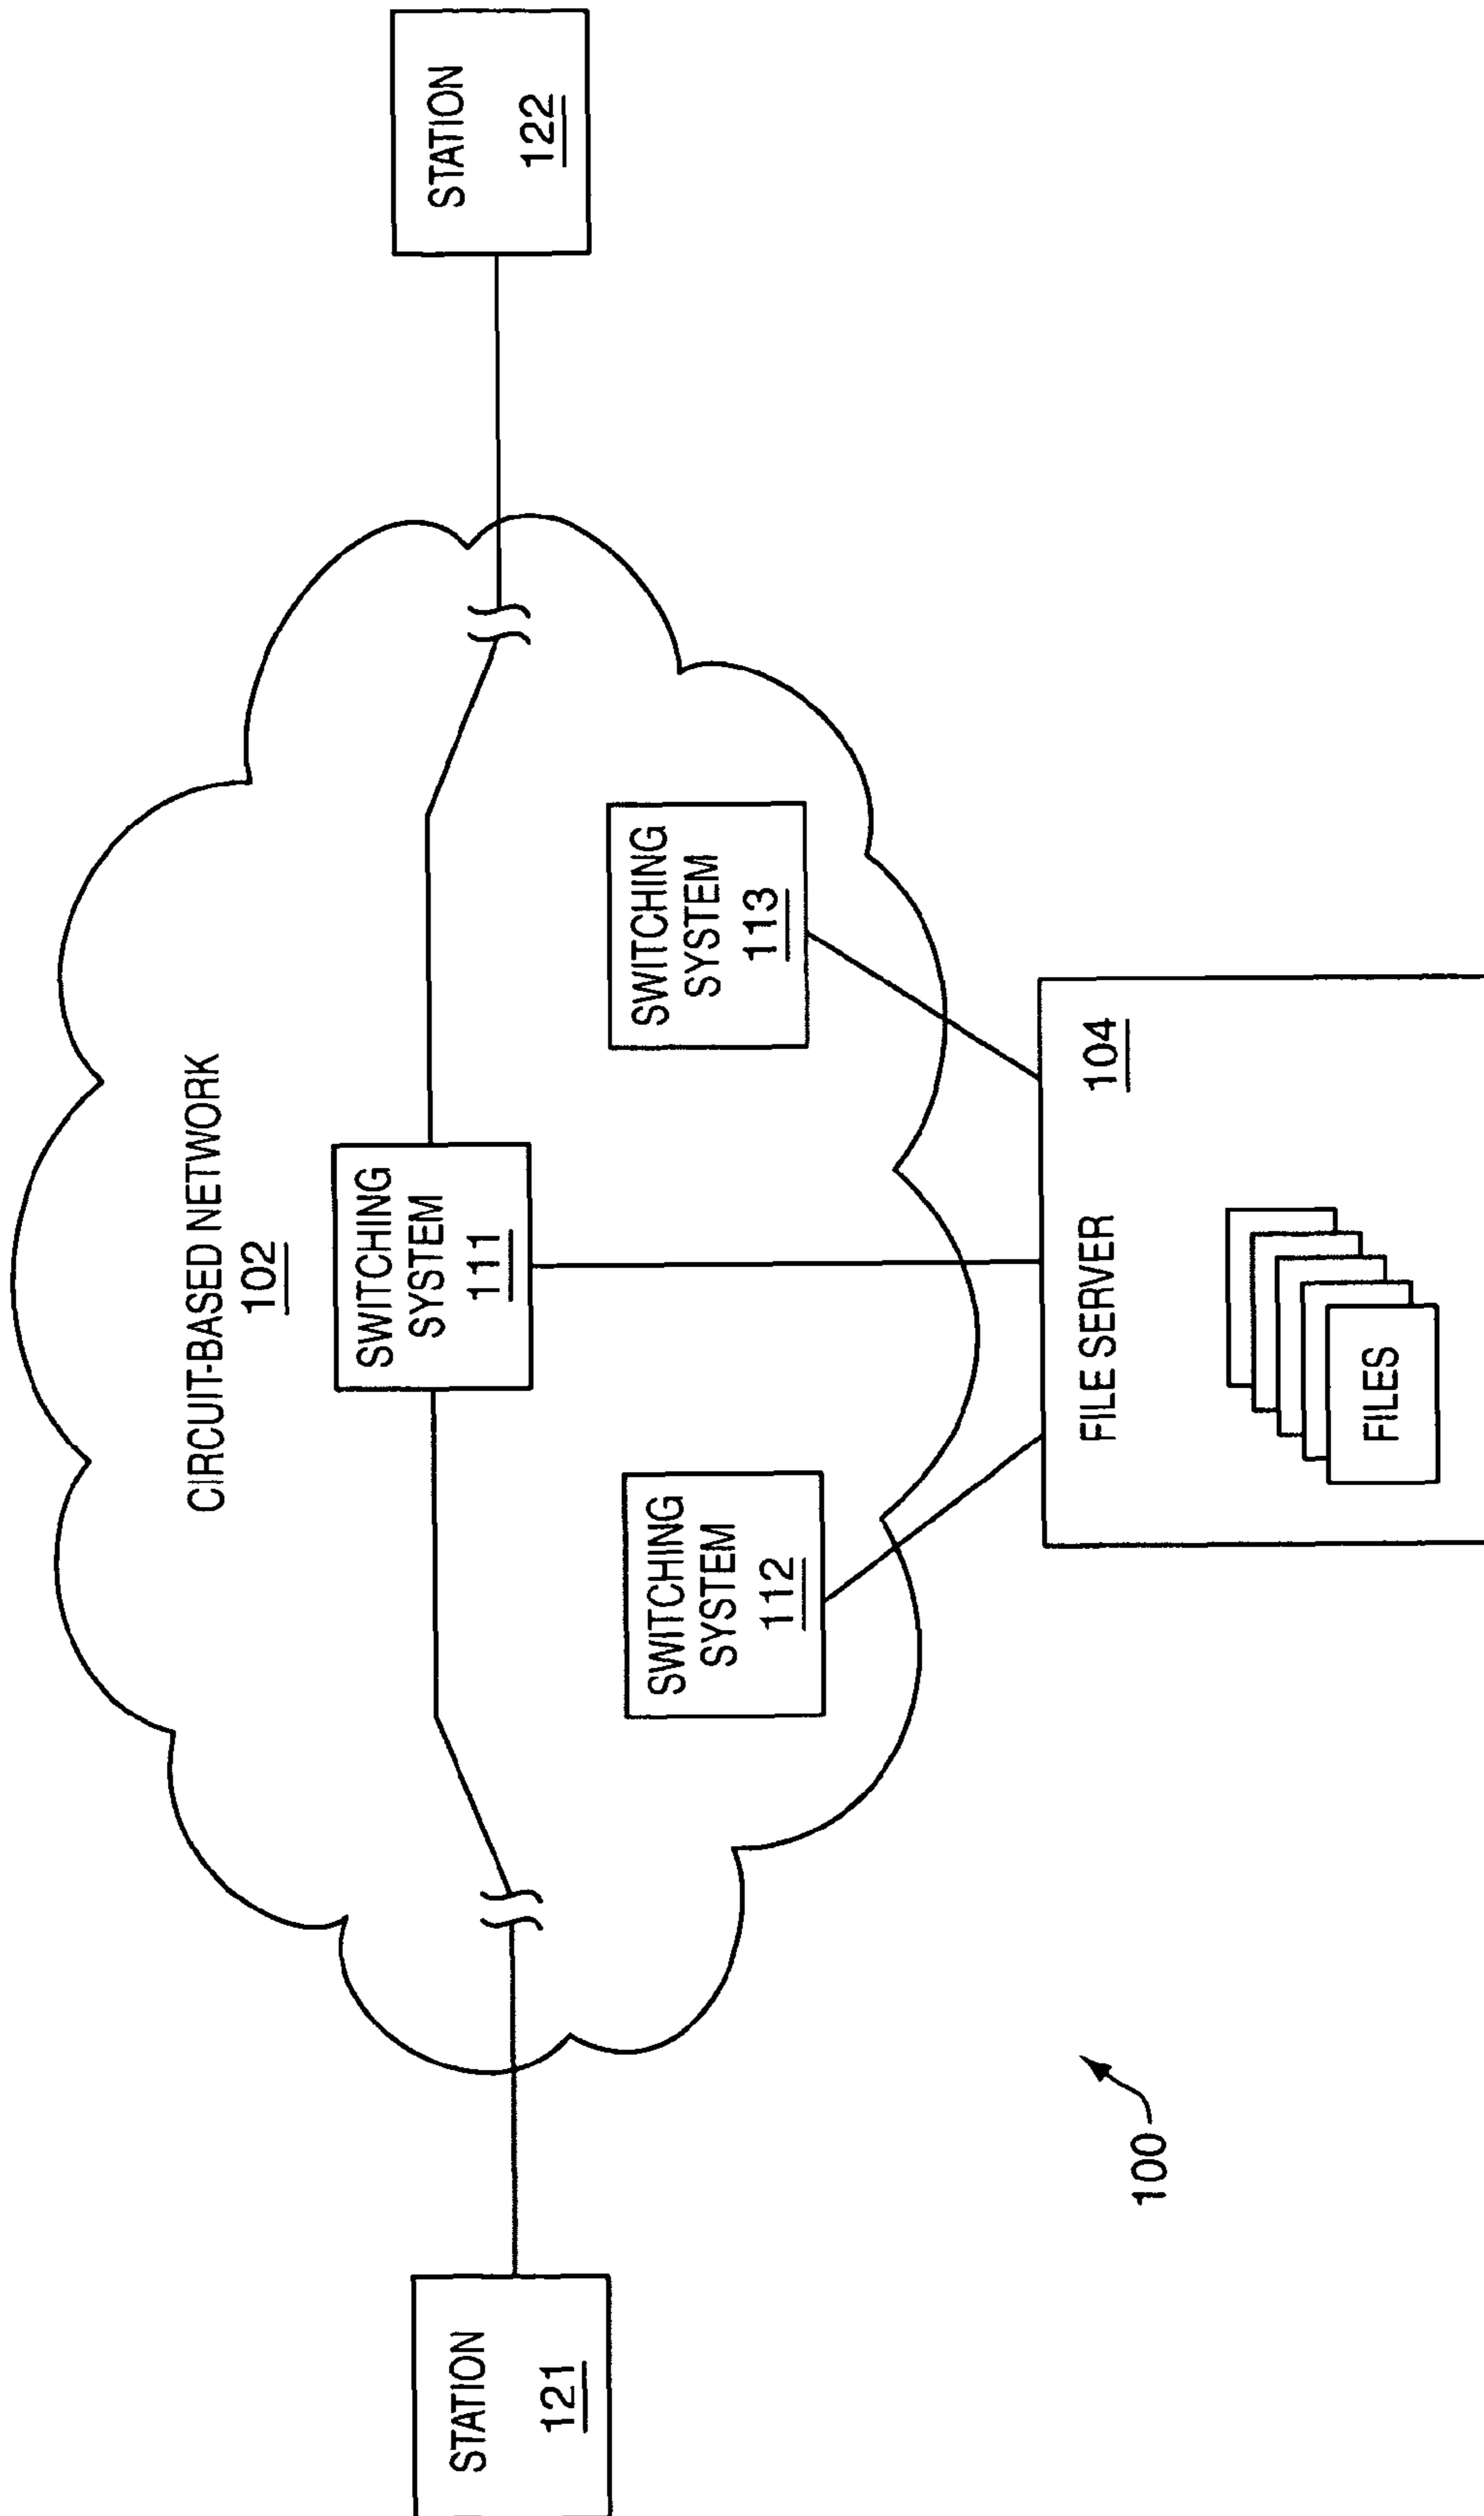 CIRCUIT-BASED NETWORK
102
SWITCHING
SYSTEM
111
STATION
121
STATION
122
SWITCHING
SYSTEM
112
SWITCHING
SYSTEM
113
FILE SERVER
104
FILES
100